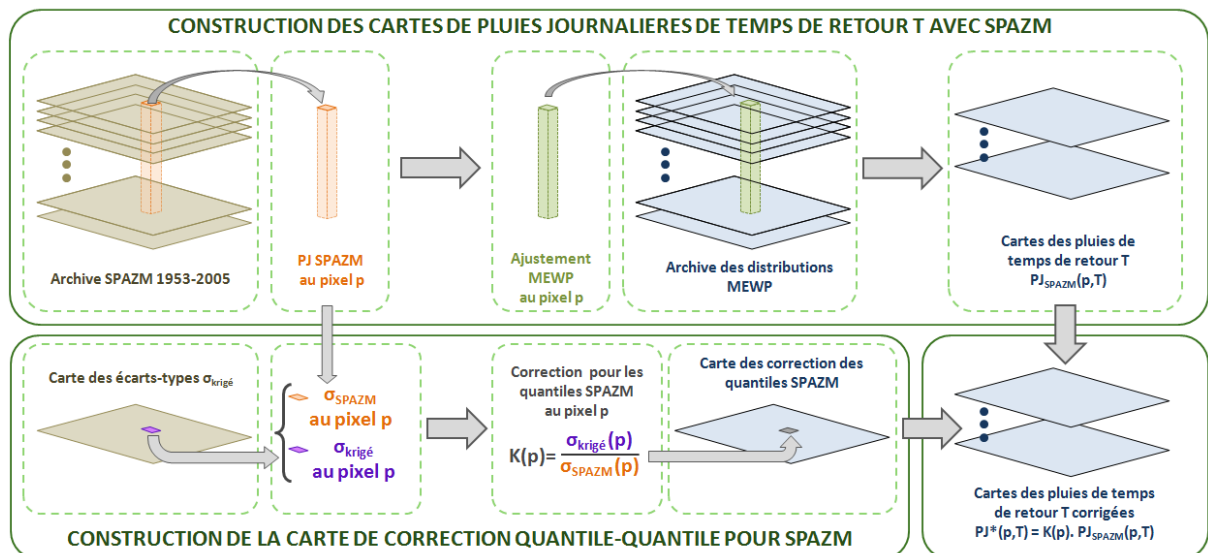 CONSTRUCTION DES CARTES DE PLUIES JOURNALIERES DE TEMPS DE RETOUR T AVEC SPAZM
Archive SPAZM 1953-2005
PJ SPAZM
au pixel p
Ajustement
MEWP
au pixel p
Archive des distributions
MEWP
Cartes des pluies de
temps de retour T
PJSPAZM(p,T)
Carte des écarts-types σkrigé
σSPAZM
au pixel p
σkrigé
au pixel p
Correction pour les
quantiles SPAZM
au pixel p
K(p)= σkrigé(p)
σSPAZM(p)
Carte des correction des
quantiles SPAZM
Cartes des pluies de temps
de retour T corrigées
PJ*(p,T) = K(p). PJSPAZM(p,T)
CONSTRUCTION DE LA CARTE DE CORRECTION QUANTILE-QUANTILE POUR SPAZM